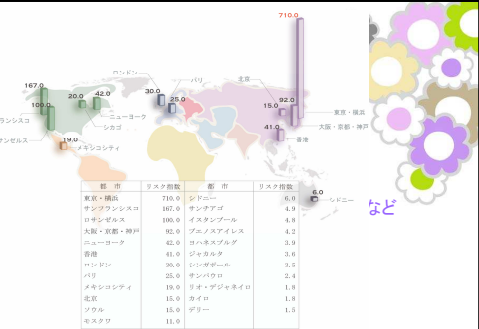 710.0
ロンドン
パリ
北京
167.0
20.0
42.0
30.0
25.0
92.0
15.0
100.0
ニューヨーク
東京・横浜
ランシスコ
シカゴ
大阪・京都・神戸
41.0
ンゼルス
19.0
メキシコシティ
香港
6.0
シドニー
など
都 市 リスク指数 都 市 リスク指数
東京・横浜 710.0 シドニー 6.0
サンフランシスコ 167.0 サンチアゴ 4.9
ロサンゼルス 100.0 イスタンブール 4.8
大阪・京都・神戸 92.0 ブエノスアイレス 4.2
ニューヨーク 42.0 ヨハネスブルグ 3.9
香港 41.0 ジャカルタ 3.6
ロンドン 30.0 シンガポール 3.5
パリ 25.0 サンパウロ 2.4
メキシコシティ 19.0 リオ・デジャネイロ 1.8
北京 15.0 カイロ 1.8
ソウル 15.0 デリー 1.5
モスクワ 11.0